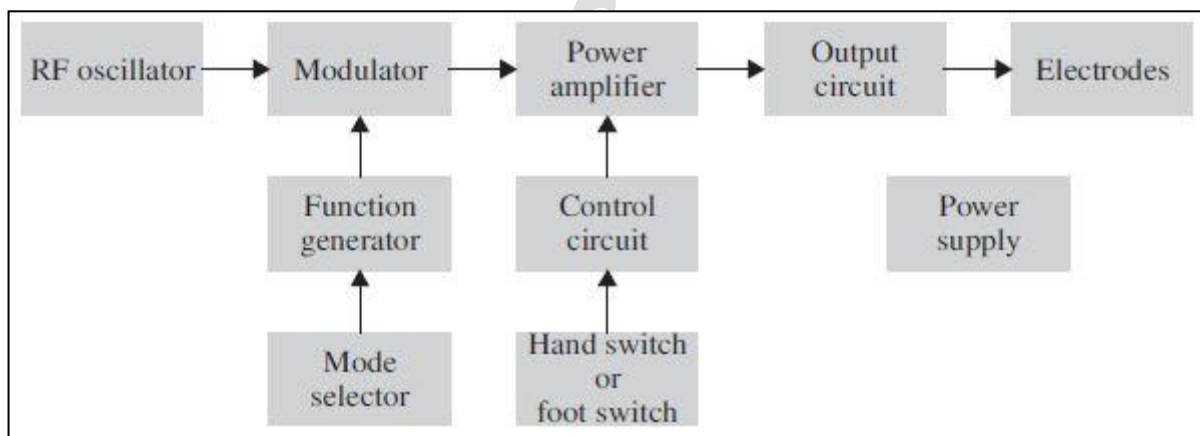 RF oscillator
Modulator
Power
amplifier
Output
circuit
Electrodes
Function
generator
Control
circuit
Power
supply
Mode
selector
Hand switch
or
foot switch